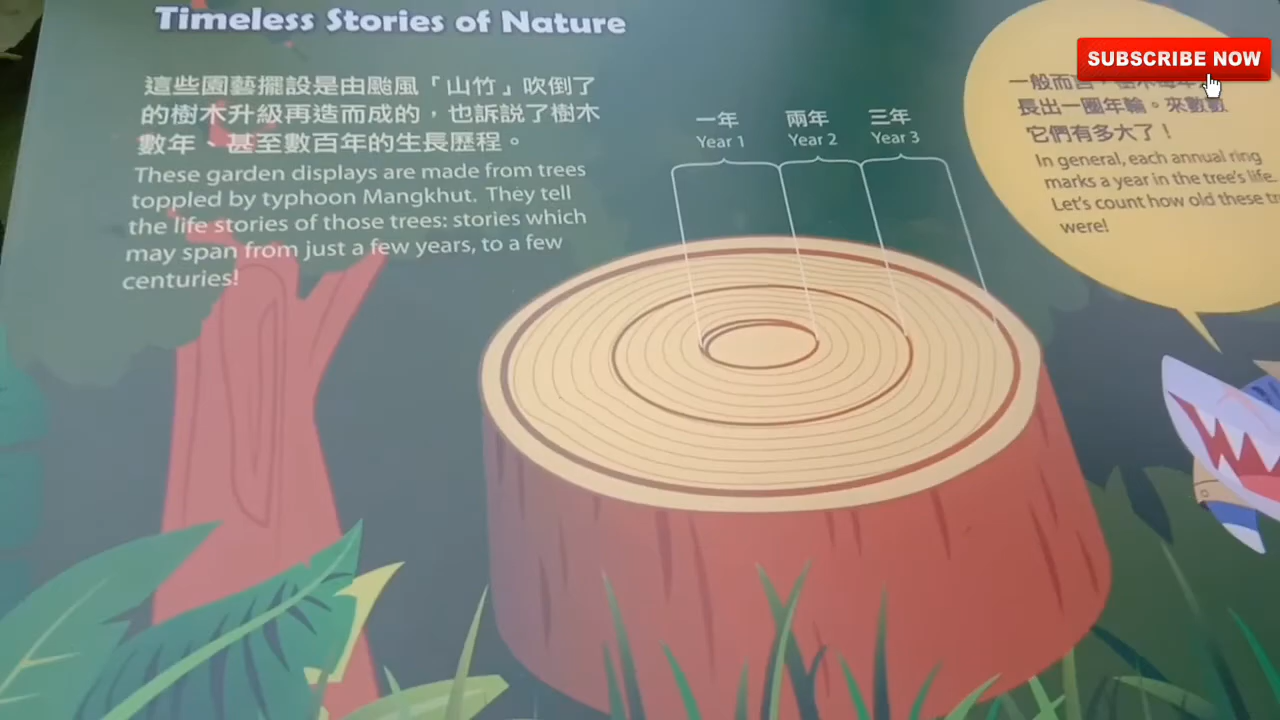 Timeless Stories of Nature
這些園藝擺設是由颱風「山竹」吹倒了
的樹木升級再造而成的，也訴說了樹木
數年、甚至數百年的生長歷程。
These garden displays are made from trees
toppled by typhoon Mangkhut. They tell
the life stories of those trees: stories which
may span from just a few years, to a few
centuries!
一年
Year 1
兩年
Year 2
三年
Year 3
SUBSCRIBE NOW
一般而言，樹木每年
長出一圈年輪。來數數
它們有多大了！
In general, each annual ring
marks a year in the tree's life.
Let's count how old these
were!